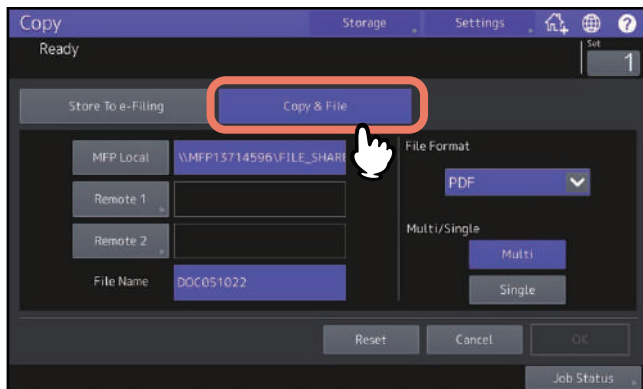 Copy
Storage
Settings
?
Ready
Set
1
Store To e-Filing
Copy & File
MFP Local
\\MFP13714596\FILE_SHARE
File Format
PDF
Remote 1
Remote 2
Multi/Single
Multi
File Name
DOC051022
Single
Reset
Cancel
OK
Job Status